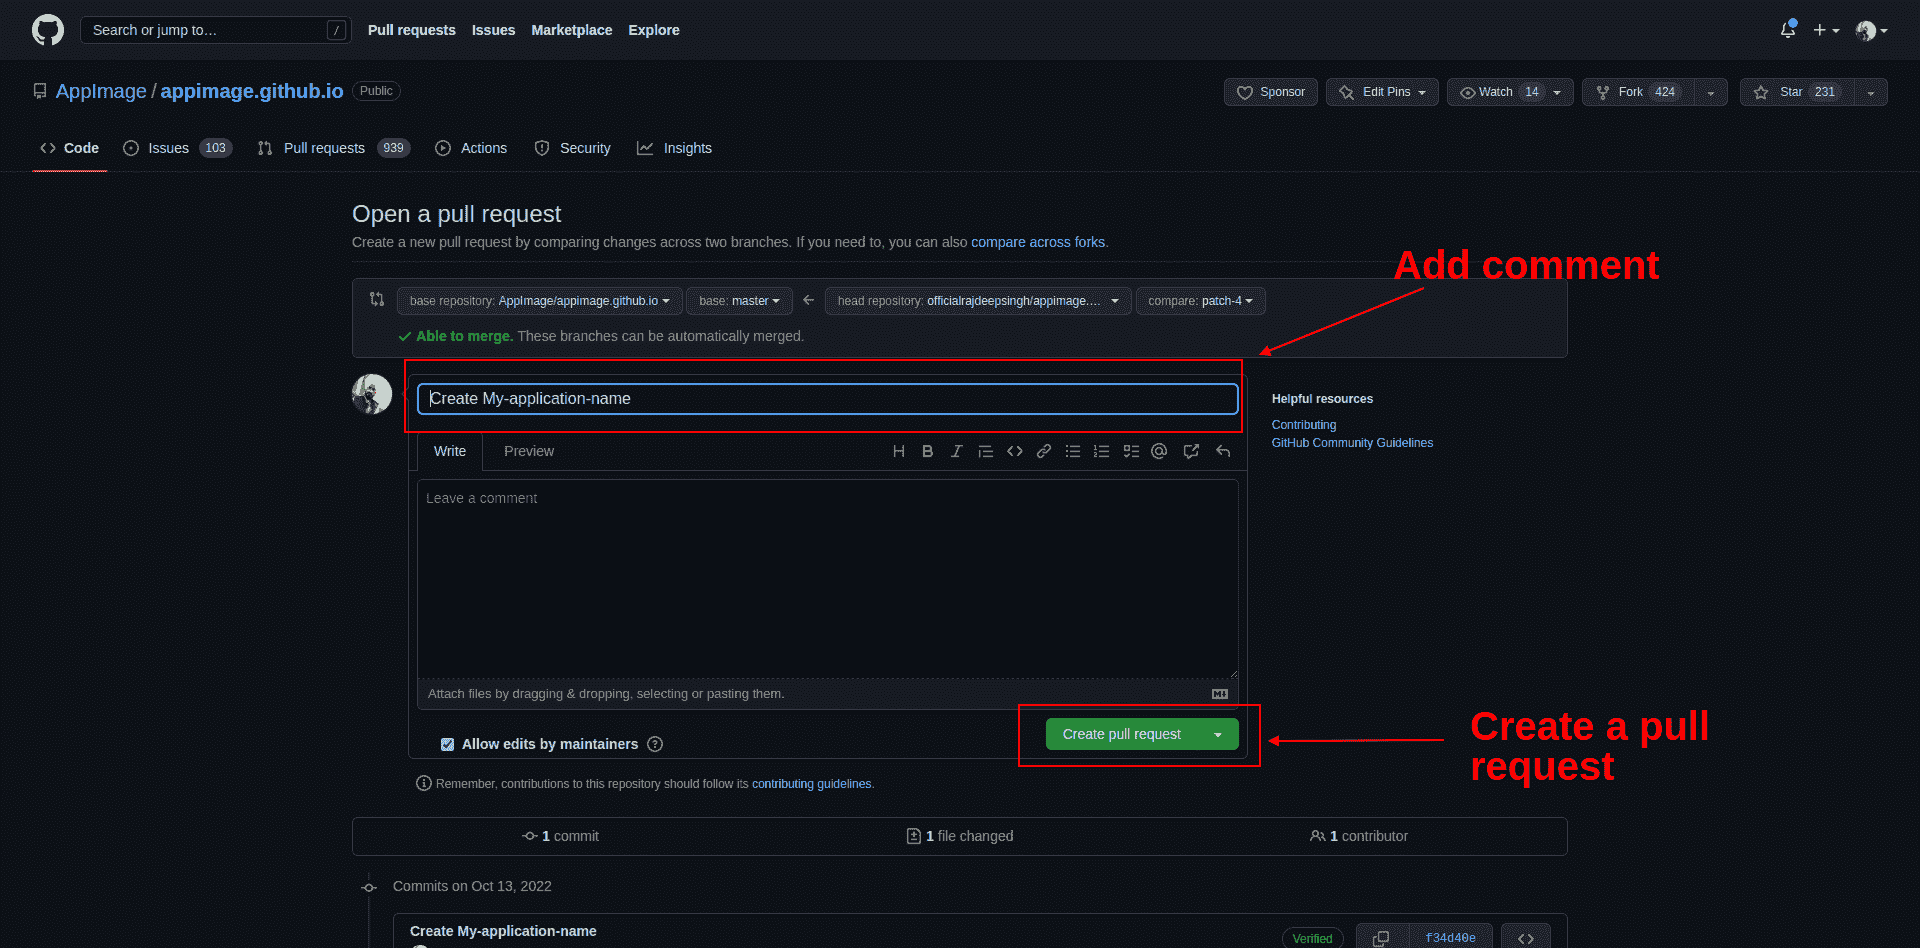 Search or jump to… /
Pull requests Issues Marketplace Explore
AppImage / appimage.github.io Public
Sponsor Edit Pins Watch 14 Fork 424 Star 231
Code Issues 103 Pull requests 939 Actions Security Insights
Open a pull request
Create a new pull request by comparing changes across two branches. If you need to, you can also compare across forks.
Add comment
base repository: AppImage/appimage.github.io base: master head repository: officialrajdeepsingh/appimage.… compare: patch-4
Able to merge. These branches can be automatically merged.
Create My-application-name
Helpful resources
Contributing
GitHub Community Guidelines
Write Preview
Leave a comment
Attach files by dragging & dropping, selecting or pasting them.
Create a pull
request
Create pull request
Allow edits by maintainers
Remember, contributions to this repository should follow its contributing guidelines.
1 commit 1 file changed 1 contributor
Commits on Oct 13, 2022
Create My-application-name
Verified f34d40e